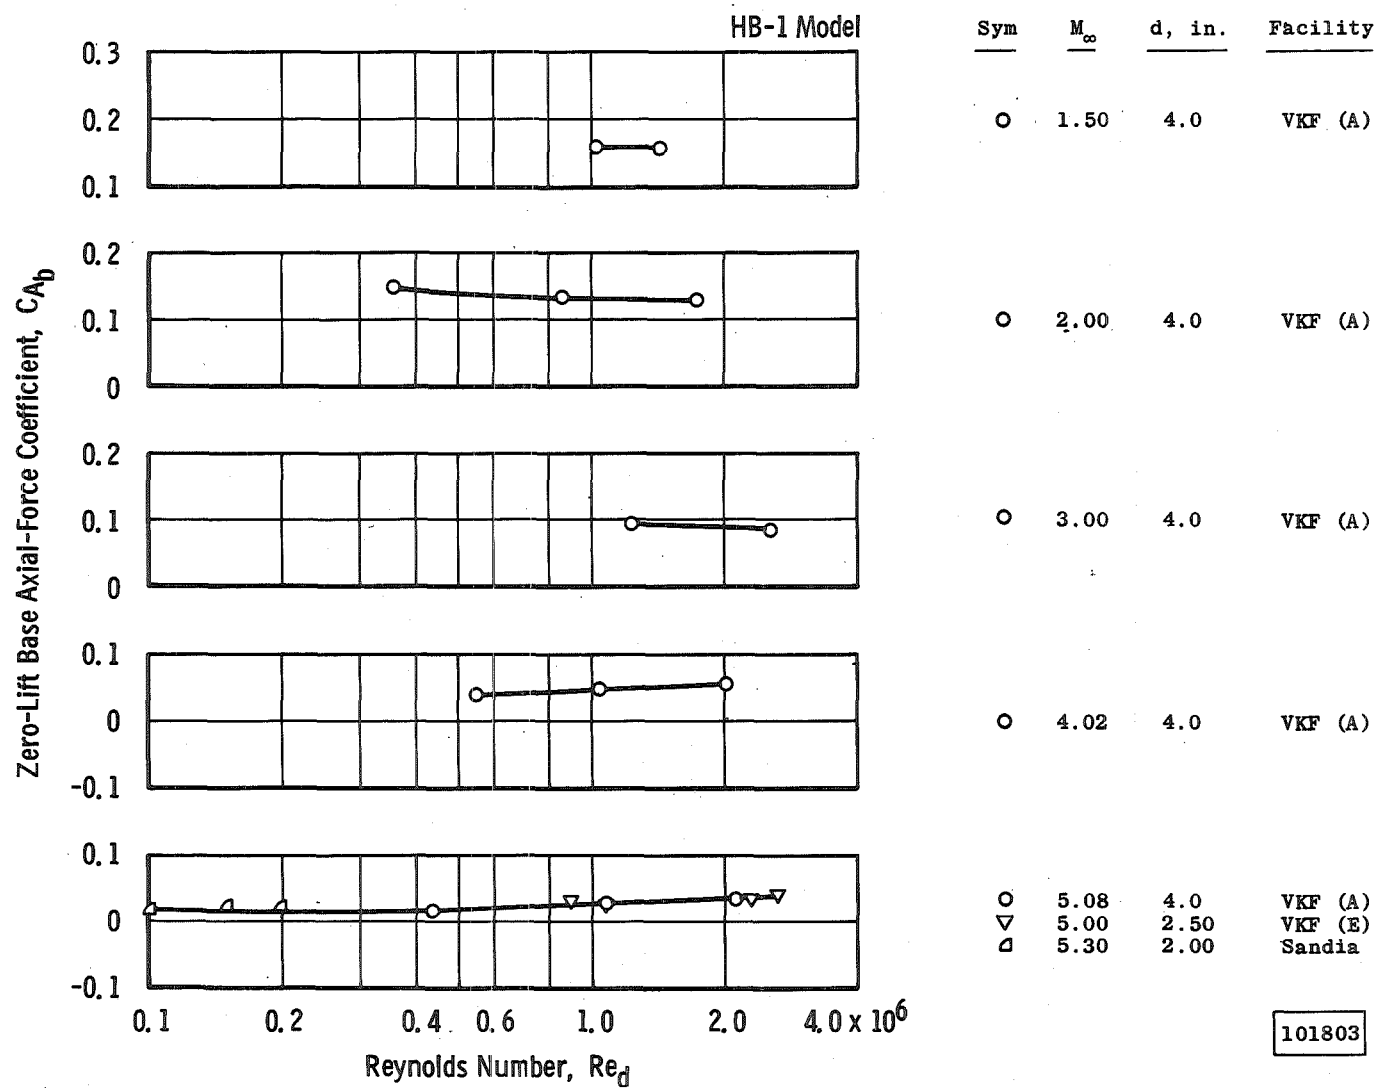 HB-1 Model
Sym M∞ d, in. Facility
0.3
0.2
0.1
1.50 4.0 VKF (A)
0.2
0.1
0
2.00 4.0 VKF (A)
0.2
0.1
0
3.00 4.0 VKF (A)
0.1
0
-0.1
4.02 4.0 VKF (A)
0.1
0
-0.1
5.08 4.0 VKF (A)
5.00 2.50 VKF (E)
5.30 2.00 Sandia
Zero-Lift Base Axial-Force Coefficient, CAb
0.1 0.2 0.4 0.6 1.0 2.0 4.0 x 10⁶
Reynolds Number, Red
101803